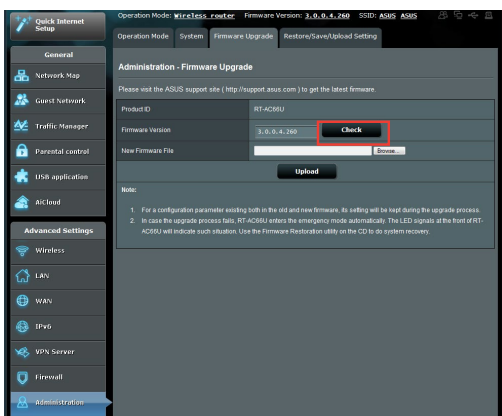 Quick Internet
Setup
Operation Mode: Wireless router Firmware Version: 3.0.0.4.260 SSID: ASUS ASUS
Operation Mode System Firmware Upgrade Restore/Save/Upload Setting
General
Network Map
Guest Network
Traffic Manager
Parental control
USB application
AiCloud
Advanced Settings
Wireless
LAN
WAN
IPv6
VPN Server
Firewall
Administration
Administration - Firmware Upgrade
Please visit the ASUS support site ( http://support.asus.com ) to get the latest firmware.
Product ID RT-AC66U
Firmware Version 3.0.0.4.260 Check
New Firmware File Browse...
Upload
Note:
1. For a configuration parameter existing both in the old and new firmware, its setting will be kept during the upgrade process.
2. In case the upgrade process fails, RT-AC66U enters the emergency mode automatically. The LED signals at the front of RT-
AC66U will indicate such situation. Use the Firmware Restoration utility on the CD to do system recovery.